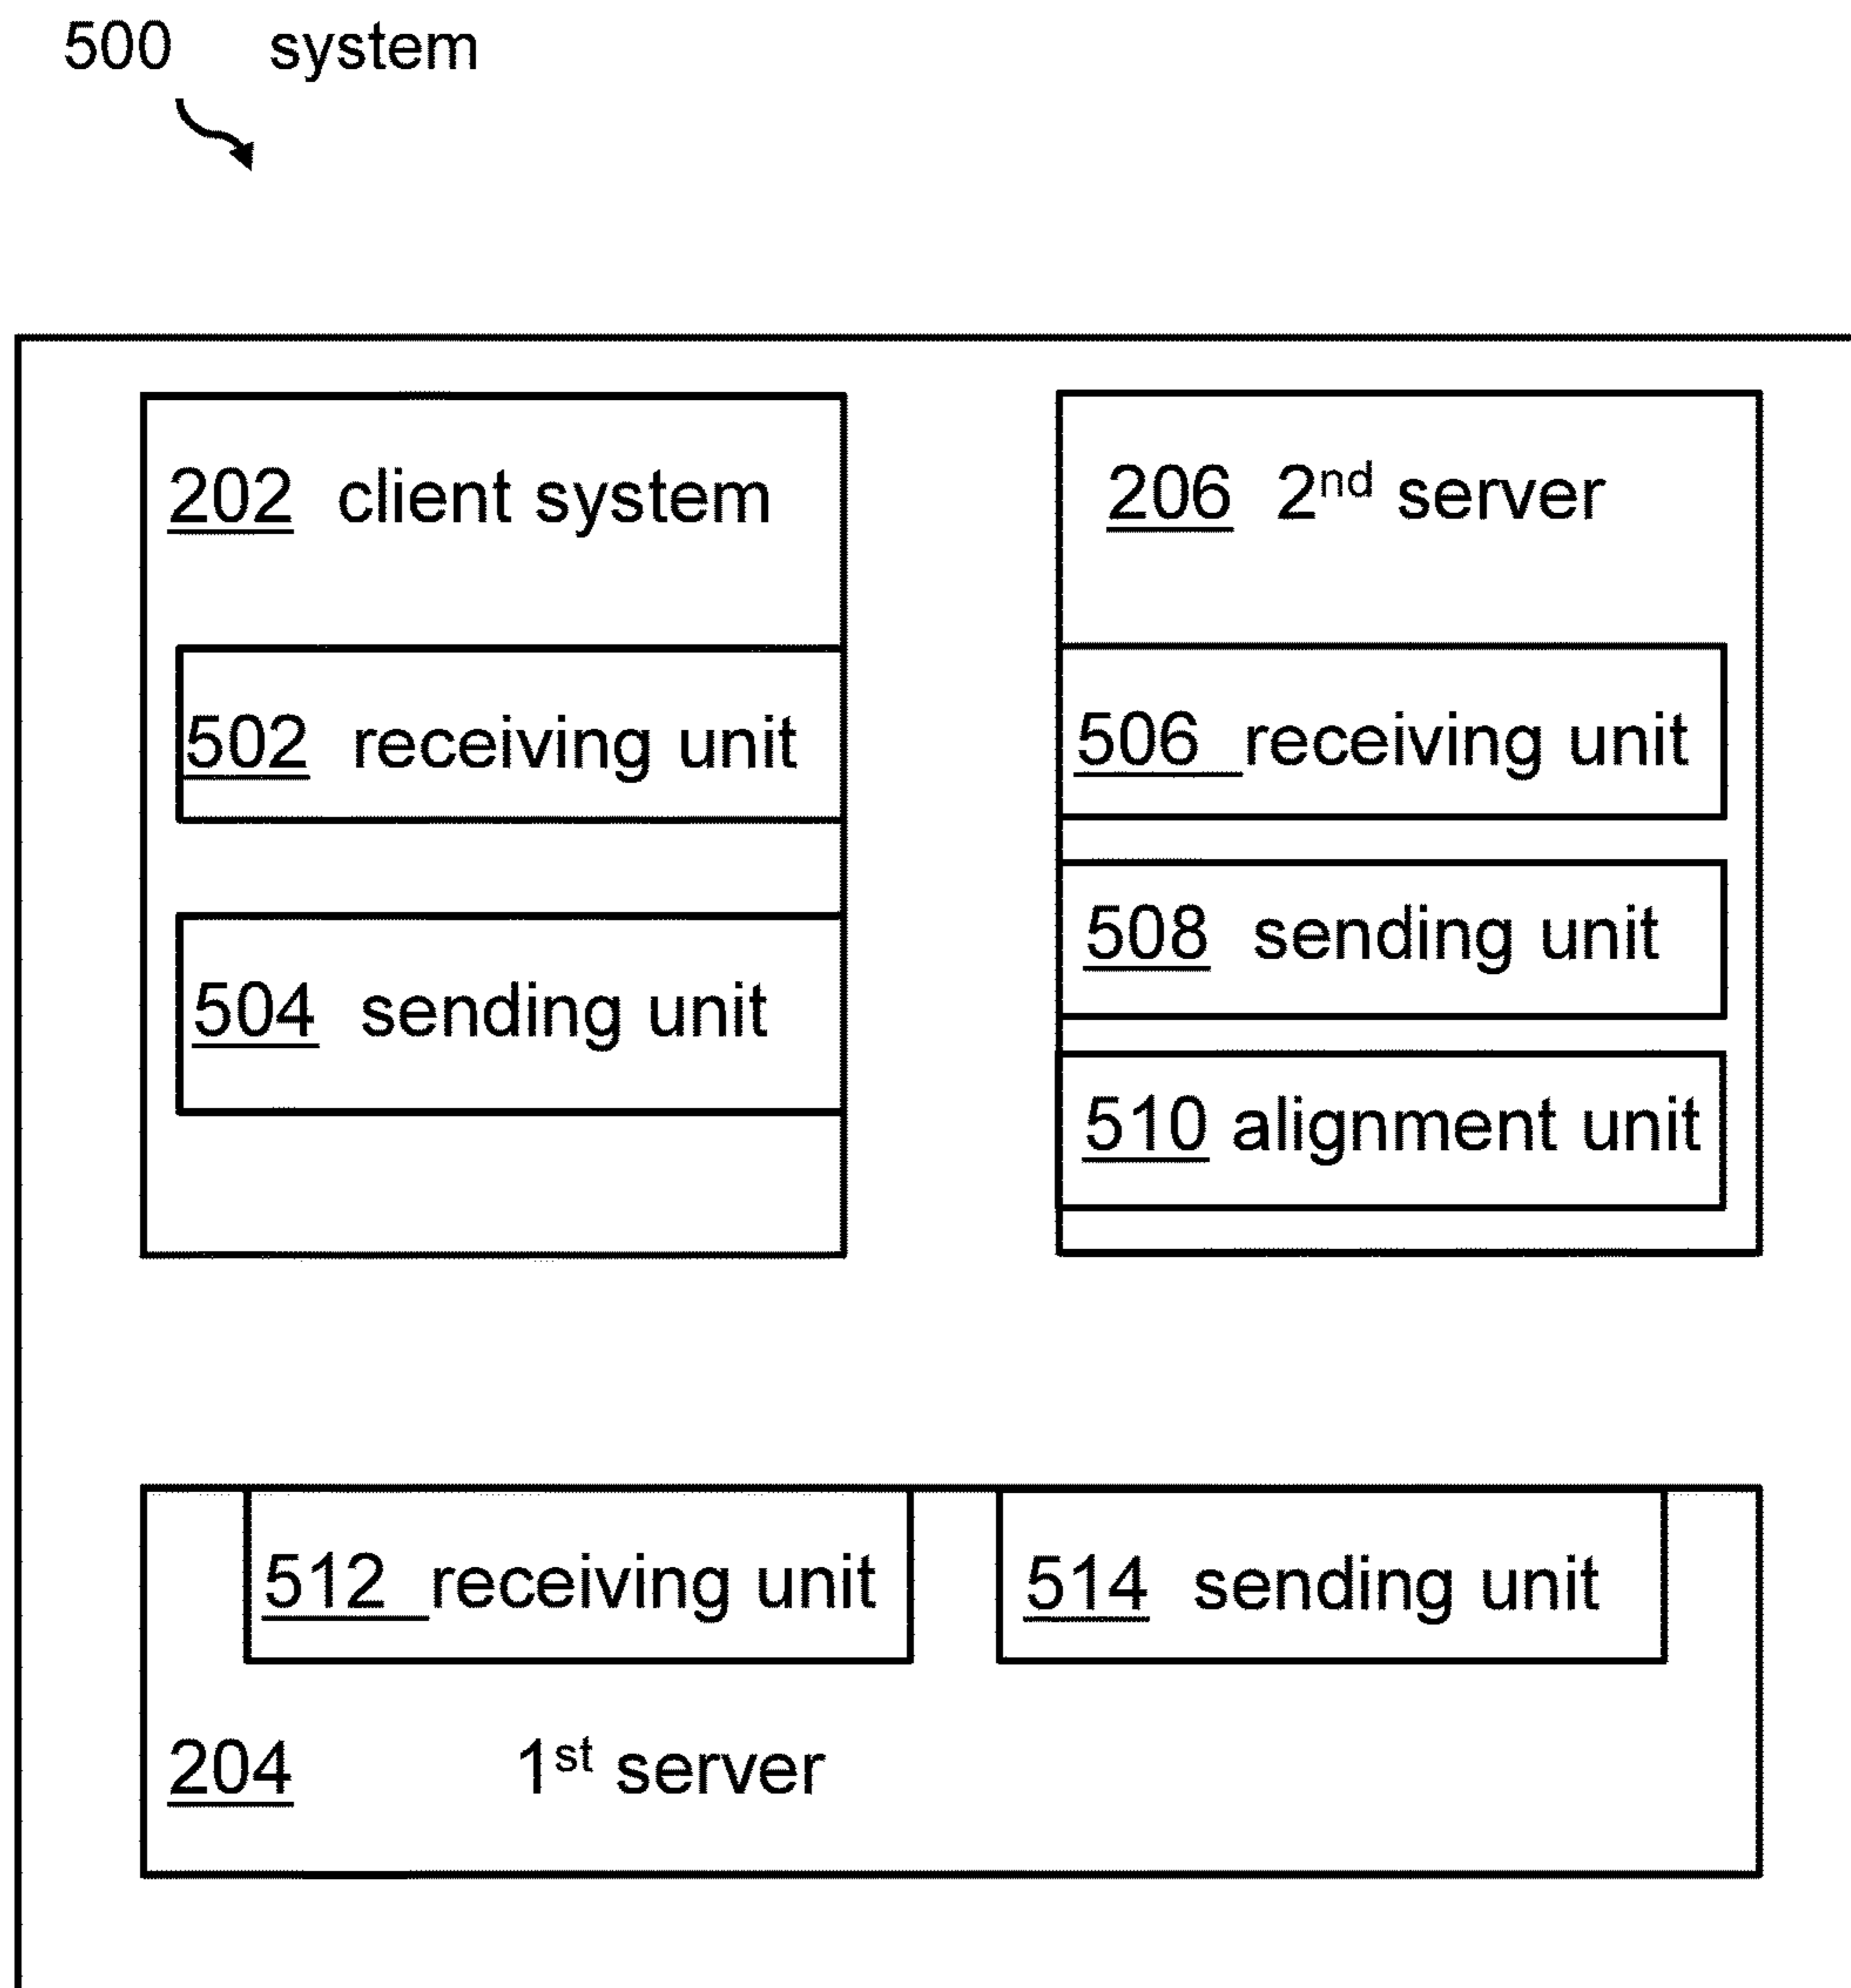 500 system
202 client system
502 receiving unit
504 sending unit
206 2nd server
506 receiving unit
508 sending unit
510 alignment unit
512 receiving unit
514 sending unit
204 1st server